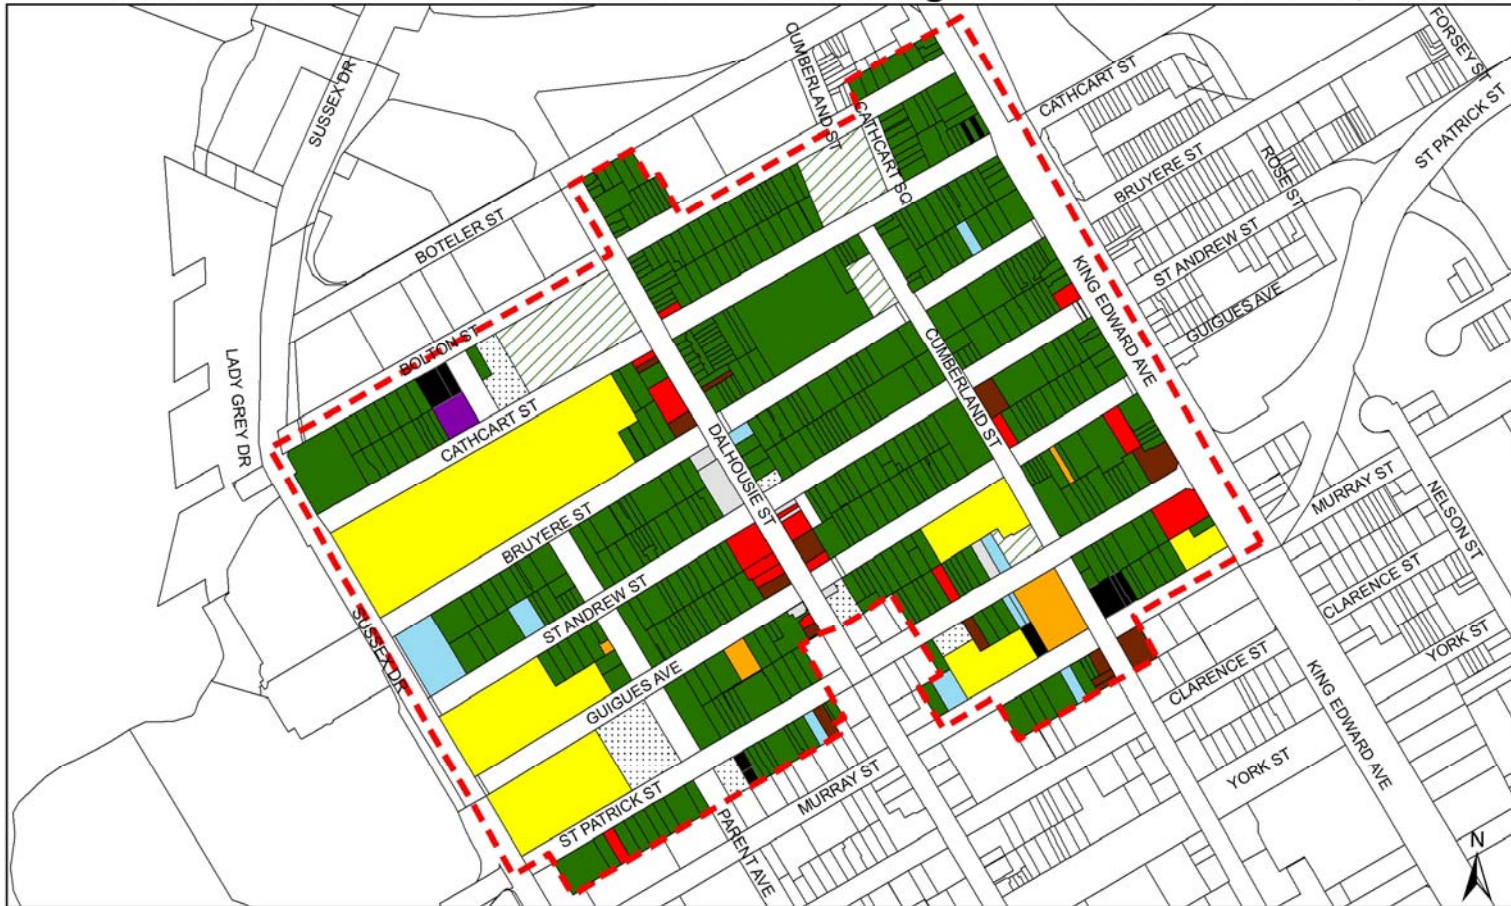 CUMBERLAND ST
FORSEY ST
SUSSEX DR
CATHCART ST
ST PATRICK ST
CATHCART SQ
BRUYERE ST
ROSE ST
BOTELER ST
ST ANDREW ST
KING EDWARD AVE
GUIGUES AVE
BOLTON ST
LADY GREY DR
CUMBERLAND ST
CATHCART ST
DALHOUSIE ST
MURRAY ST
NELSON ST
BRUYERE ST
CLARENCE ST
ST ANDREW ST
SUSSEX DR
YORK ST
CLARENCE ST
GUIGUES AVE
KING EDWARD AVE
MURRAY ST
YORK ST
ST PATRICK ST
PARENT AVE
N